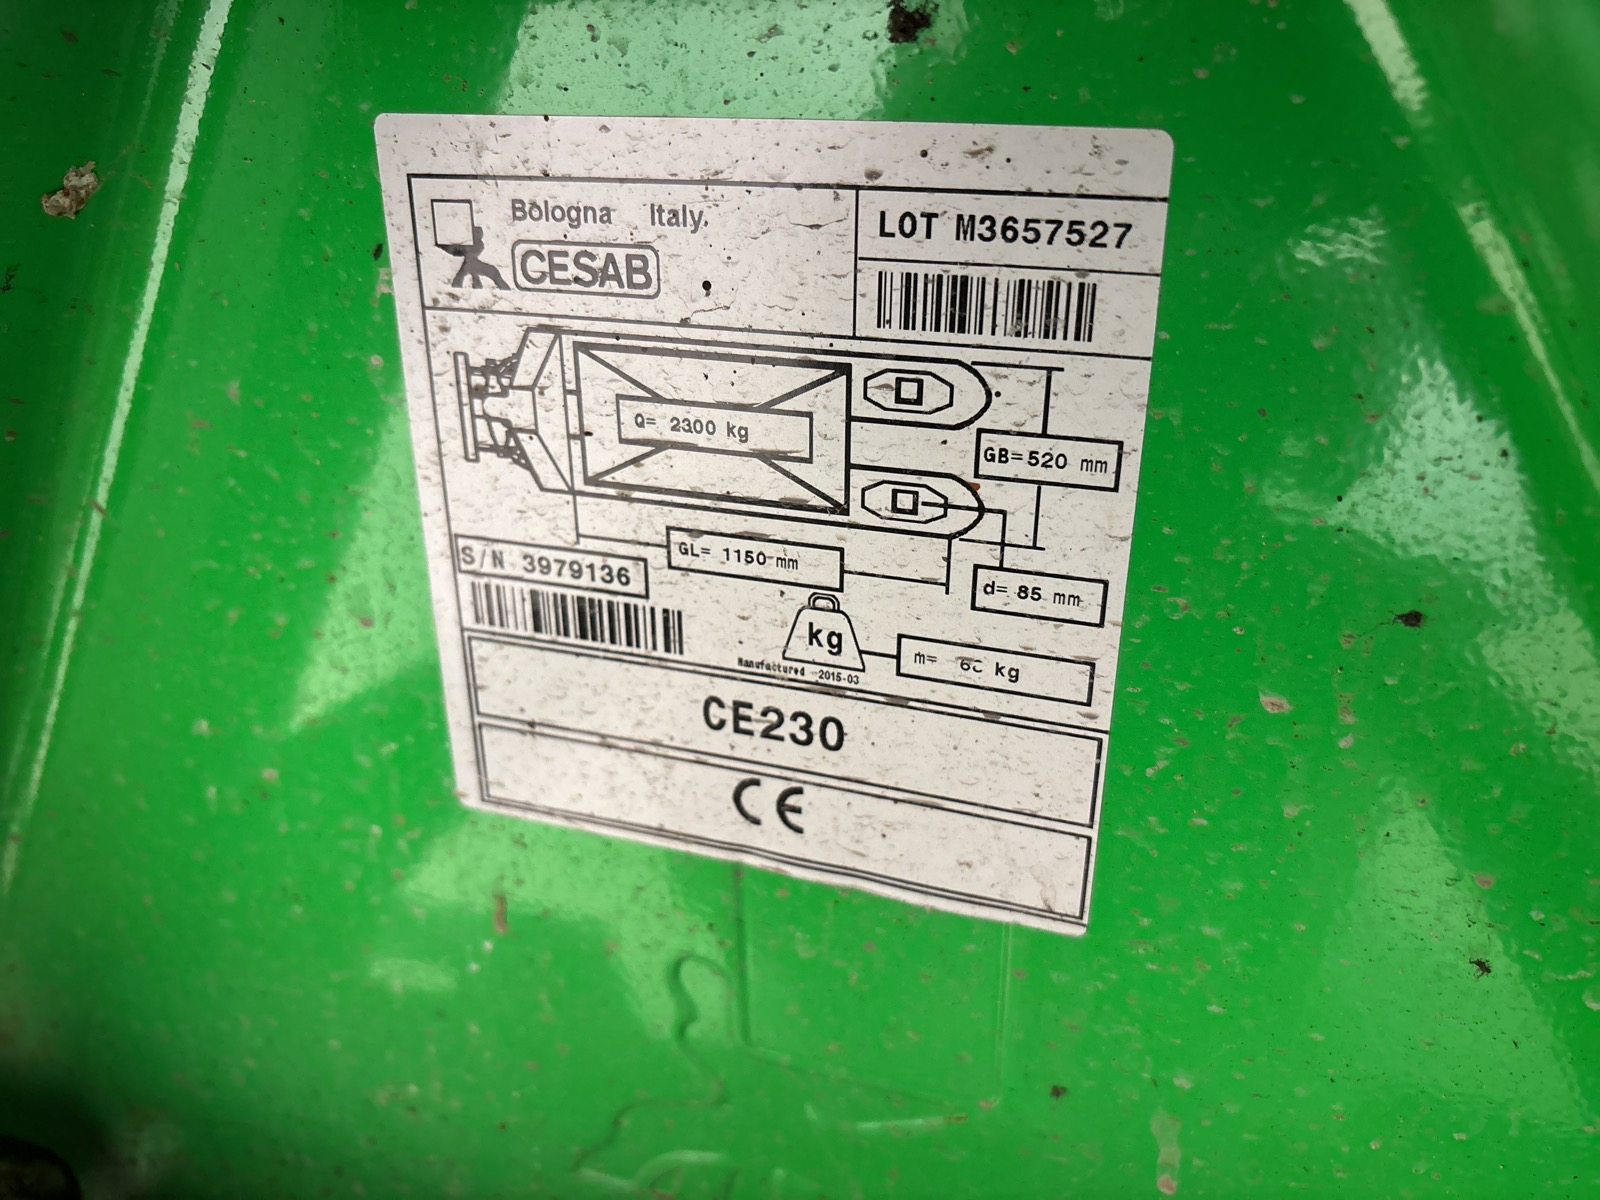 Bologna Italy.
CESAB
LOT M3657527
Q= 2300 kg
GB=520 mm
GL= 1150 mm
d= 85 mm
S/N 3979136
kg
m= kg
Manufactured 2015-03
CE230
CE